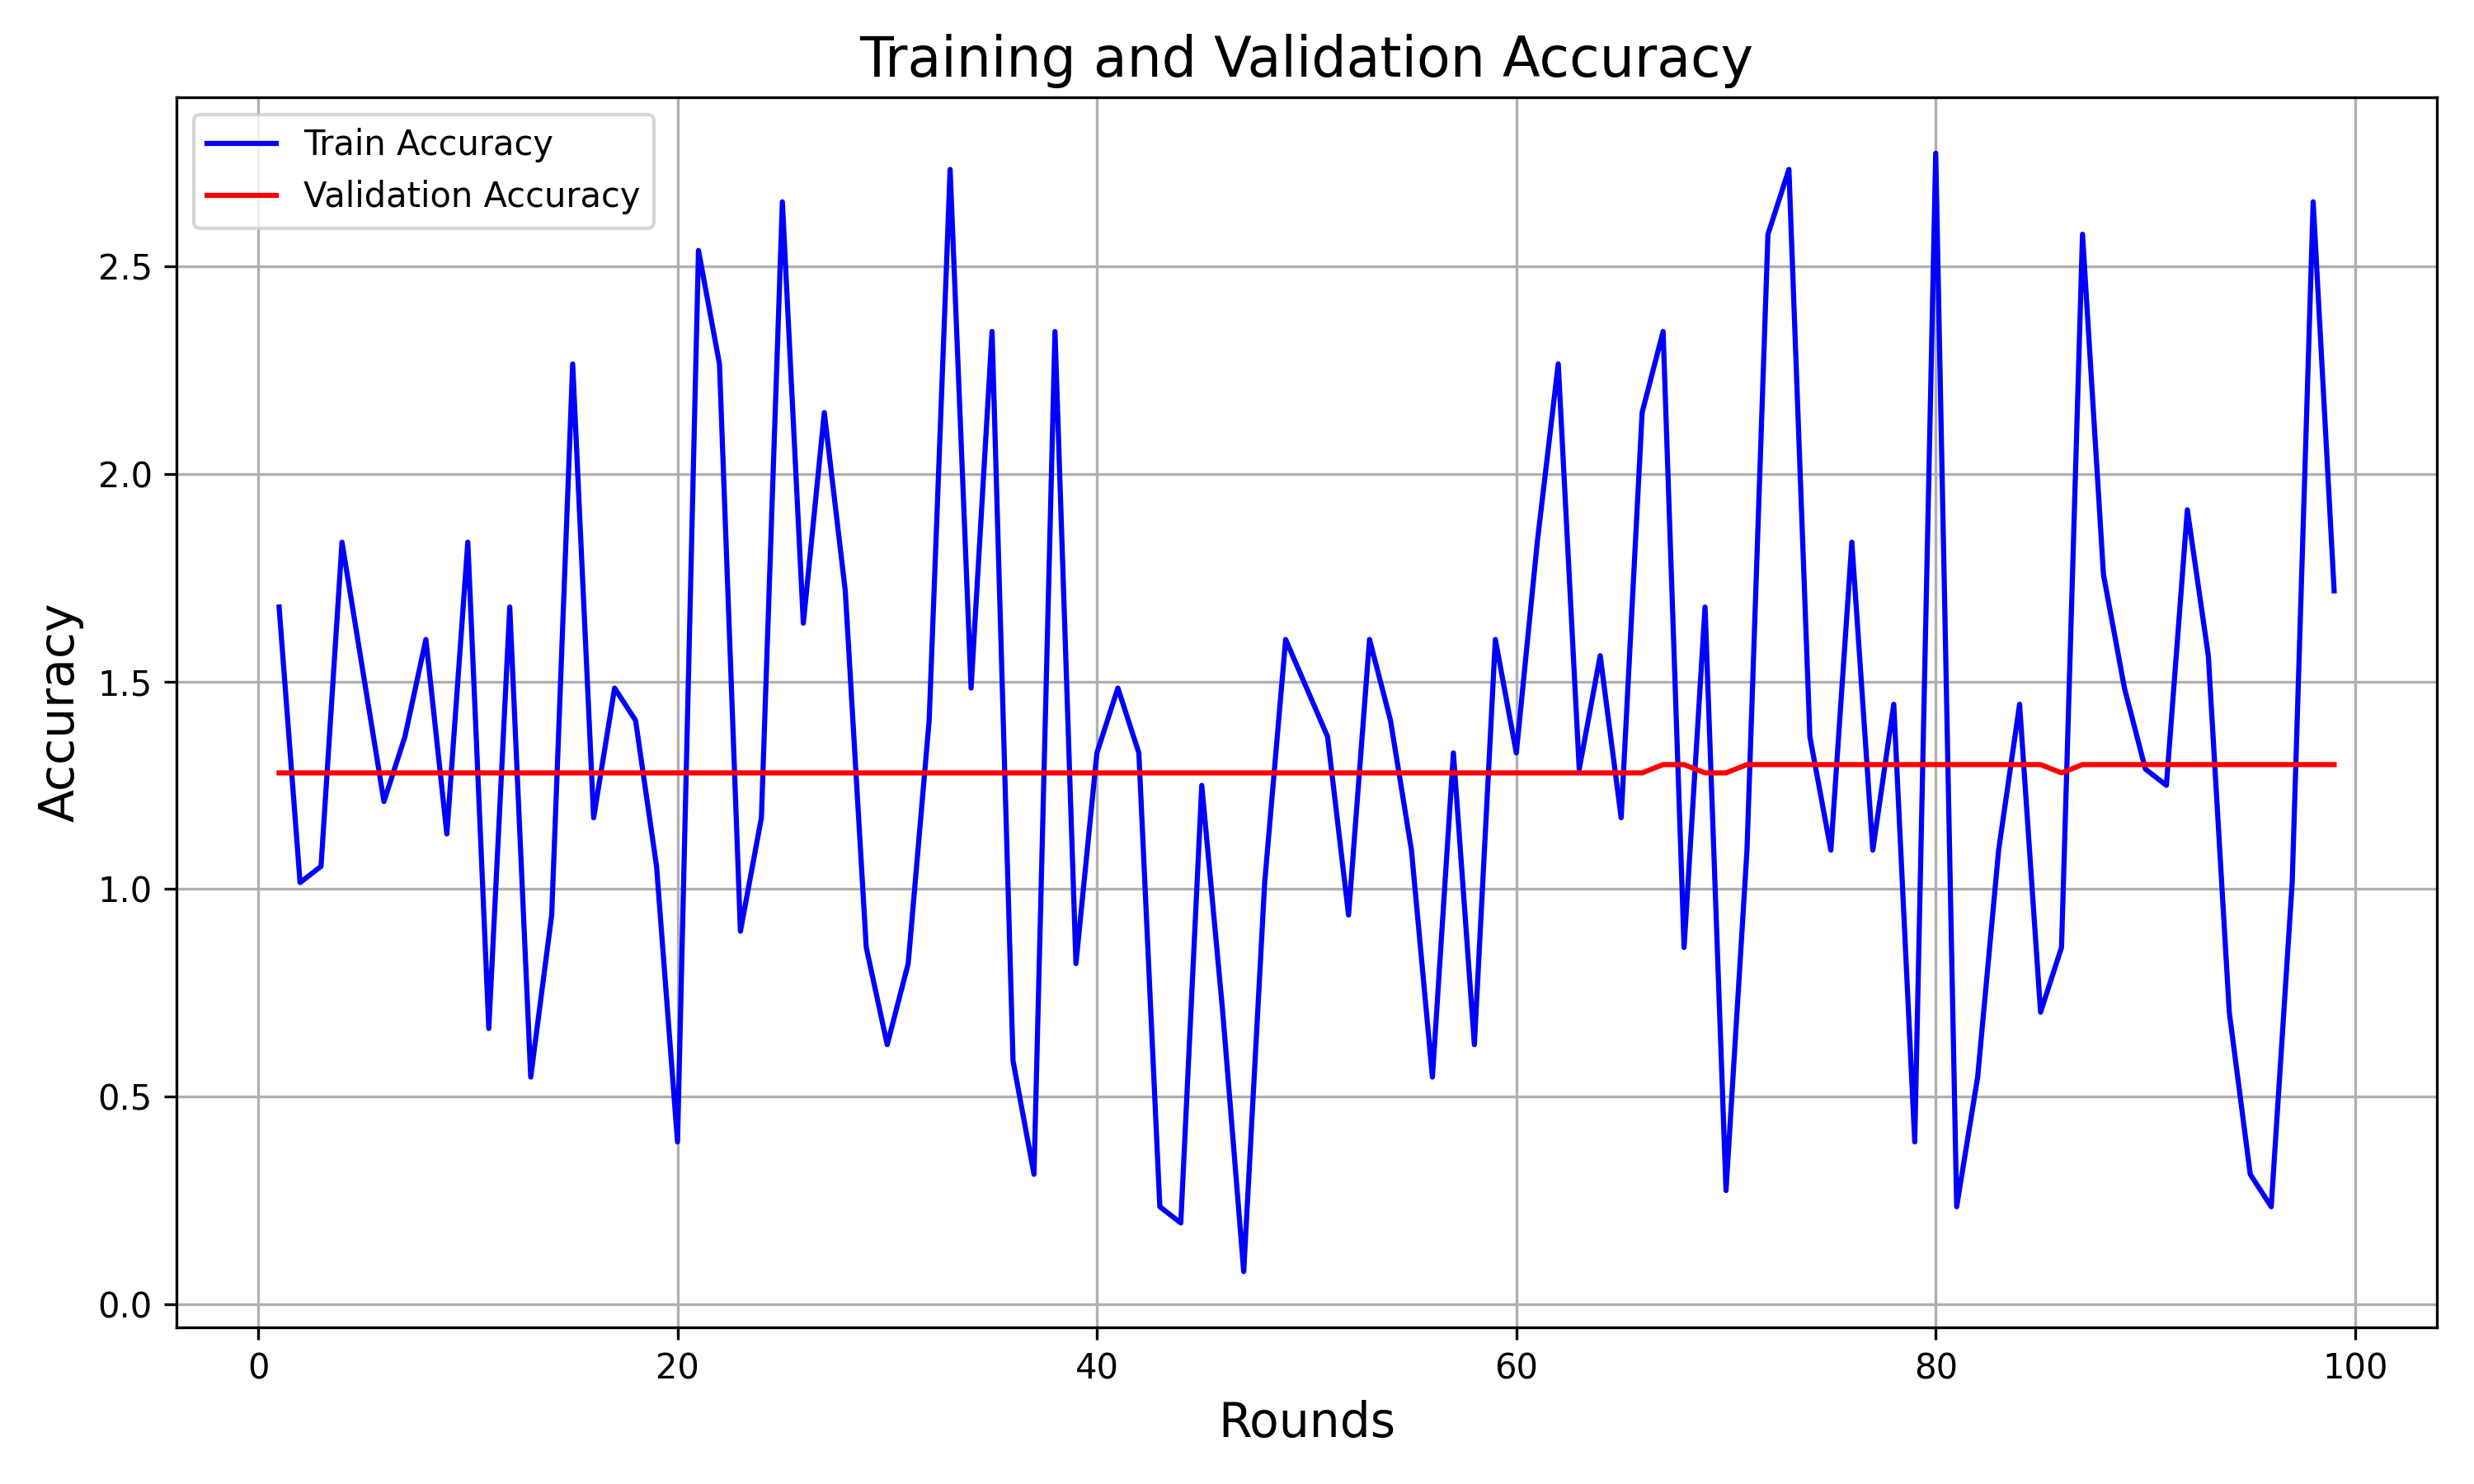 Training and Validation Accuracy
Train Accuracy
Validation Accuracy
Accuracy
2.5
2.0
1.5
1.0
0.5
0.0
0 20 40 60 80 100
Rounds